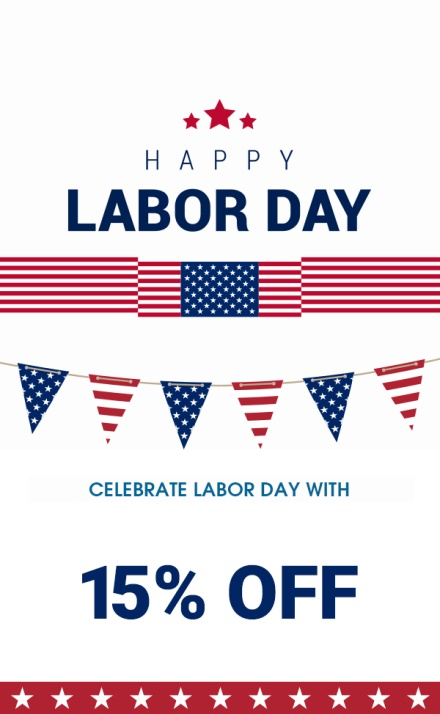 HAPPY
LABOR DAY
CELEBRATE LABOR DAY WITH
15% OFF